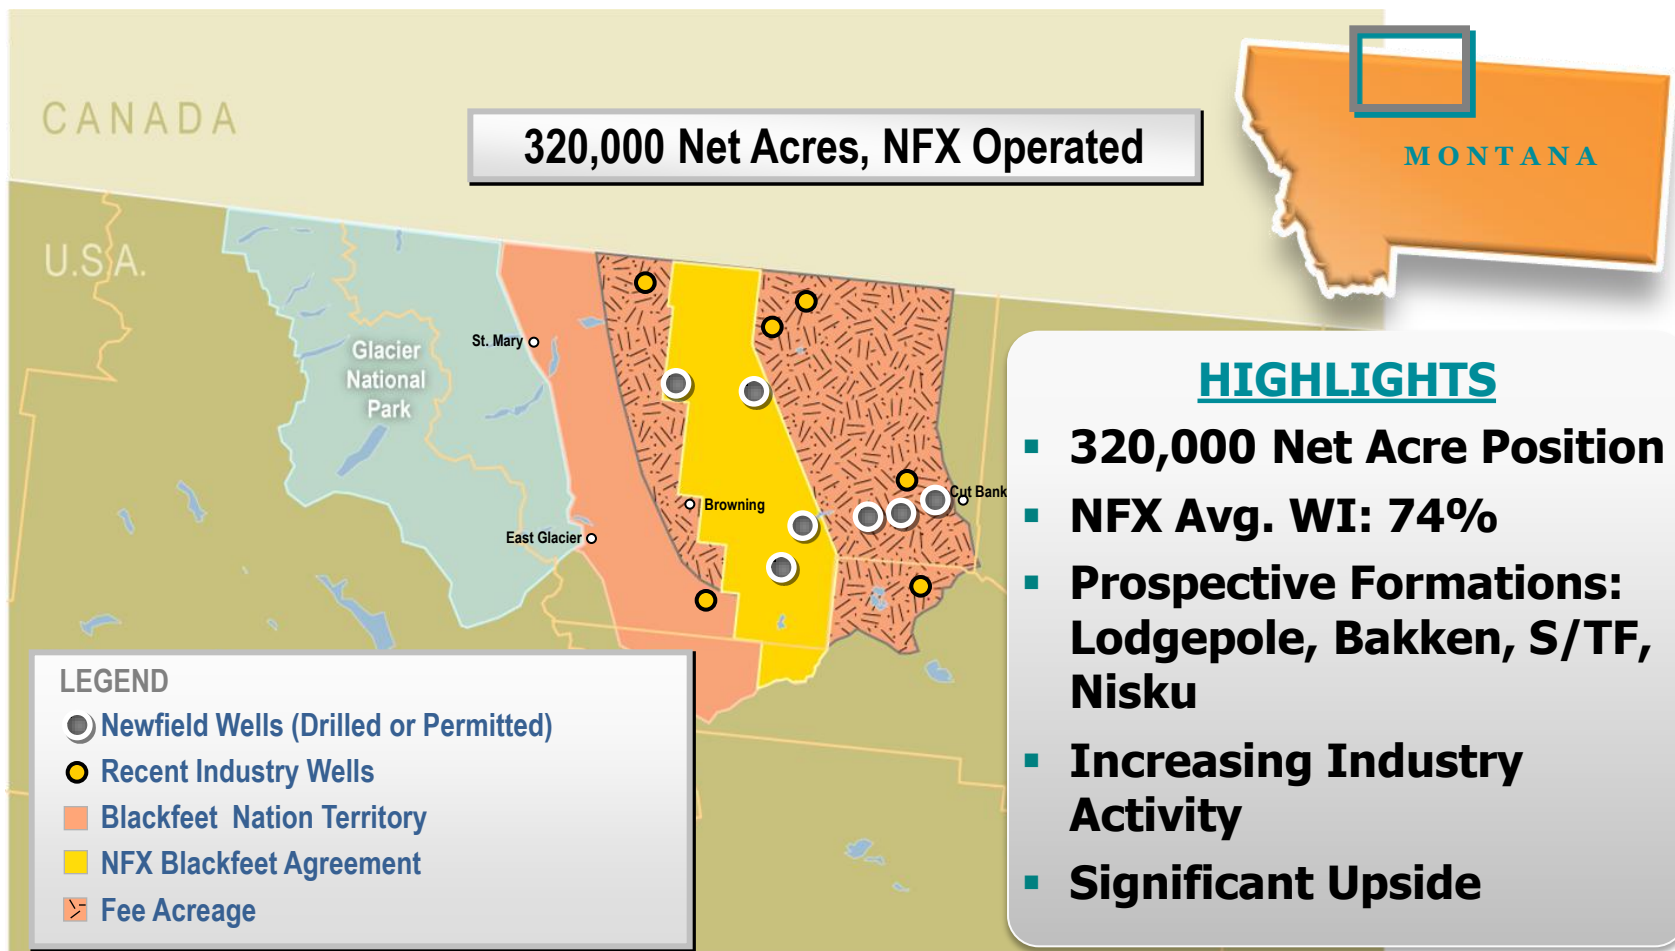 CANADA
320,000 Net Acres, NFX Operated
MONTANA
U.S.A.
St. Mary
Glacier
National
Park
Browning
East Glacier
Cut Bank
HIGHLIGHTS
▪ 320,000 Net Acre Position
▪ NFX Avg. WI: 74%
▪ Prospective Formations:
Lodgepole, Bakken, S/TF,
Nisku
▪ Increasing Industry
Activity
▪ Significant Upside
LEGEND
Newfield Wells (Drilled or Permitted)
Recent Industry Wells
Blackfeet Nation Territory
NFX Blackfeet Agreement
Fee Acreage